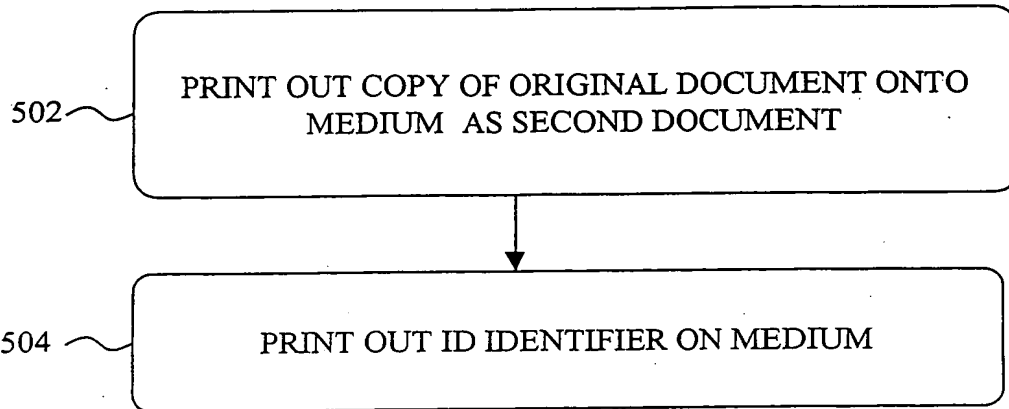 PRINT OUT COPY OF ORIGINAL DOCUMENT ONTO
MEDIUM AS SECOND DOCUMENT
502
PRINT OUT ID IDENTIFIER ON MEDIUM
504